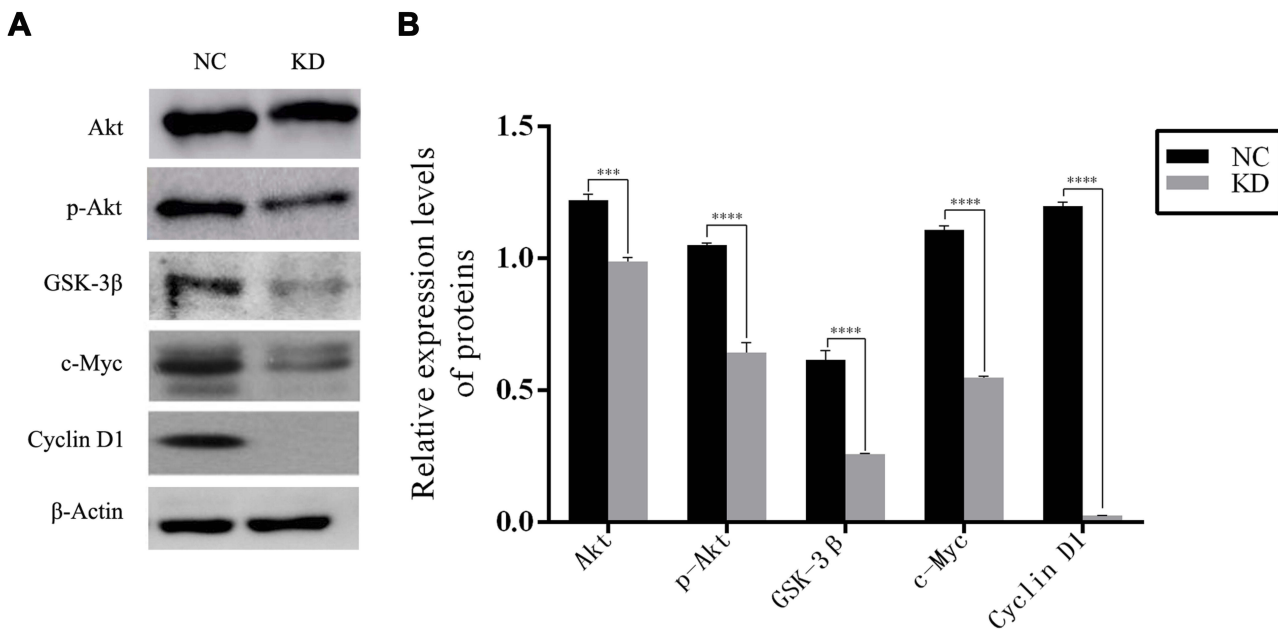 A
B
NC KD
Akt
p-Akt
GSK-3β
c-Myc
Cyclin D1
β-Actin
Relative expression levels
of proteins
1.5
1.0
0.5
0.0
***
****
****
****
****
Akt
p-Akt
GSK-3β
c-Myc
Cyclin D1
NC
KD